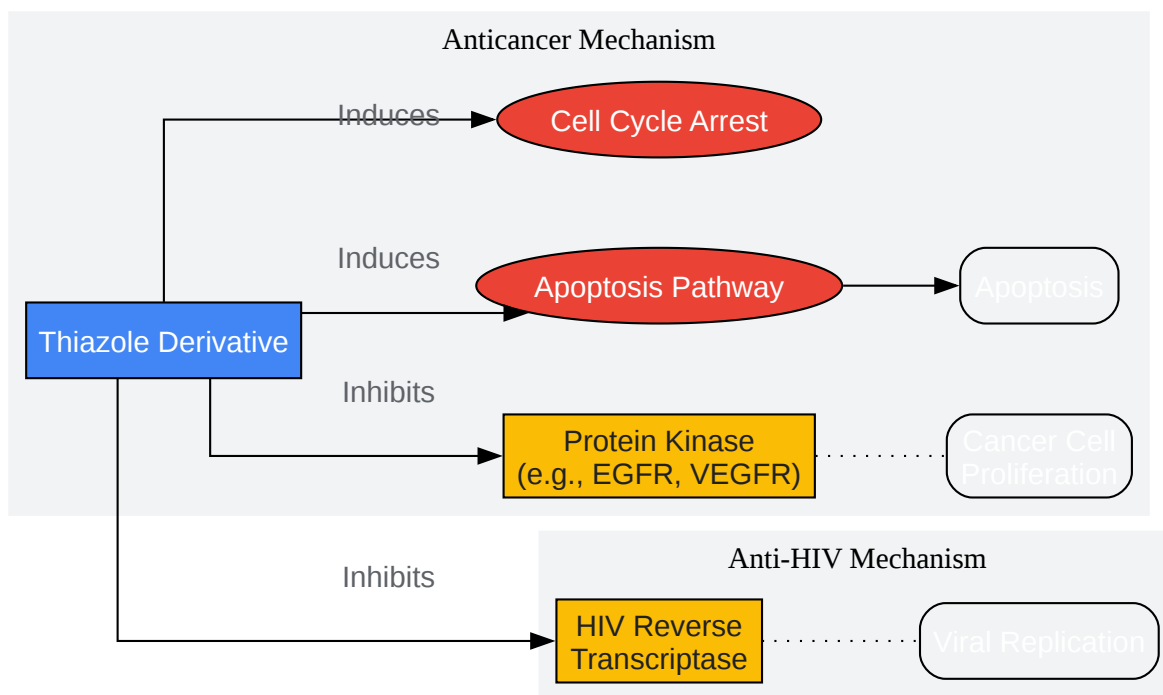 Anticancer Mechanism
Induces
Cell Cycle Arrest
Induces
Apoptosis Pathway
Apoptosis
Thiazole Derivative
Inhibits
Protein Kinase
(e.g., EGFR, VEGFR)
Cancer Cell
Proliferation
Anti-HIV Mechanism
Inhibits
HIV Reverse
Transcriptase
Viral Replication